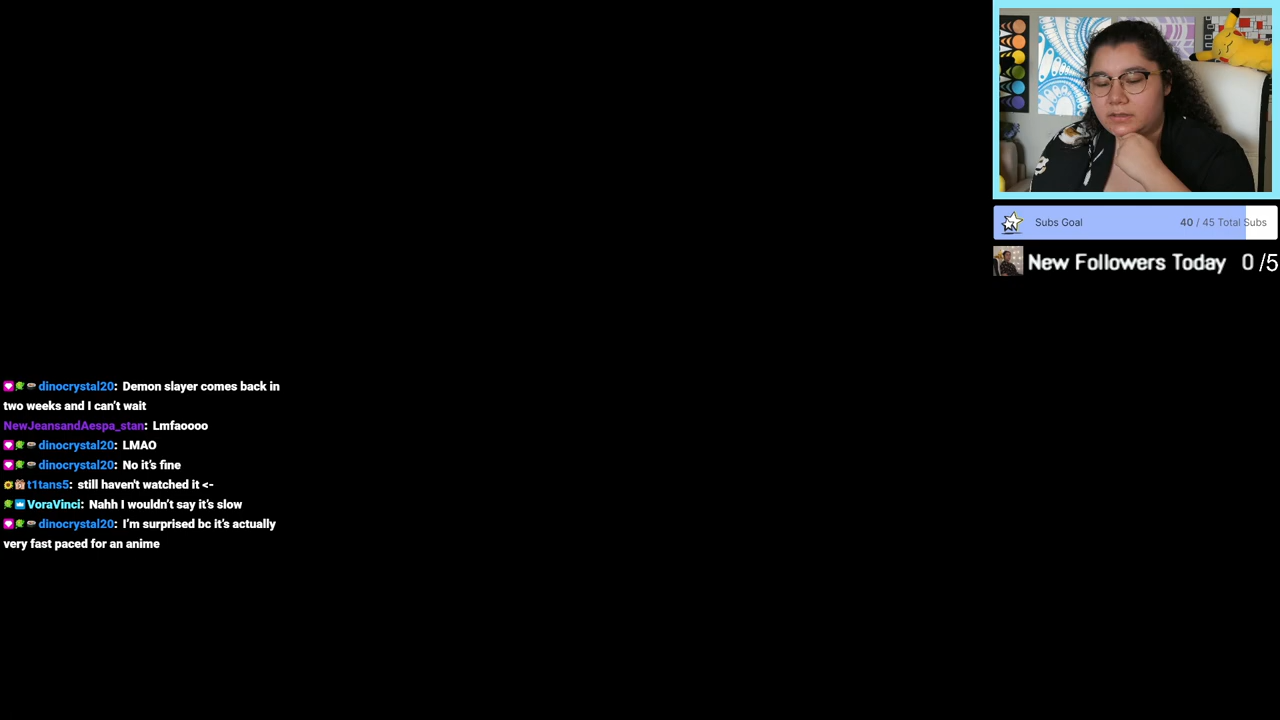 Subs Goal 40 / 45 Total Subs
New Followers Today 0 /5
dinocrystal20: Demon slayer comes back in
two weeks and I can't wait
NewJeansandAespa_stan: Lmfaoooo
dinocrystal20: LMAO
dinocrystal20: No it's fine
t1tans5: still haven't watched it <-
VoraVinci: Nahh I wouldn't say it's slow
dinocrystal20: I'm surprised bc it's actually
very fast paced for an anime